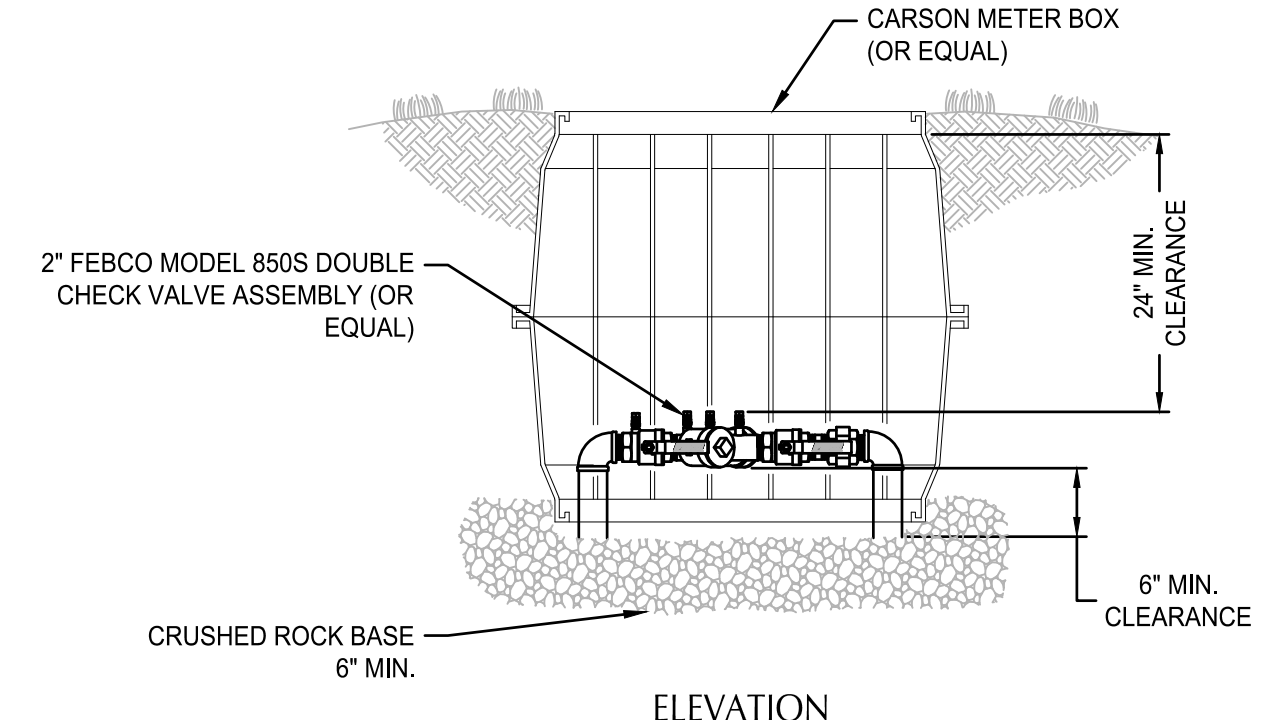 CARSON METER BOX
(OR EQUAL)
2" FEBCO MODEL 850S DOUBLE
CHECK VALVE ASSEMBLY (OR
EQUAL)
24" MIN.
CLEARANCE
6" MIN.
CLEARANCE
CRUSHED ROCK BASE
6" MIN.
ELEVATION